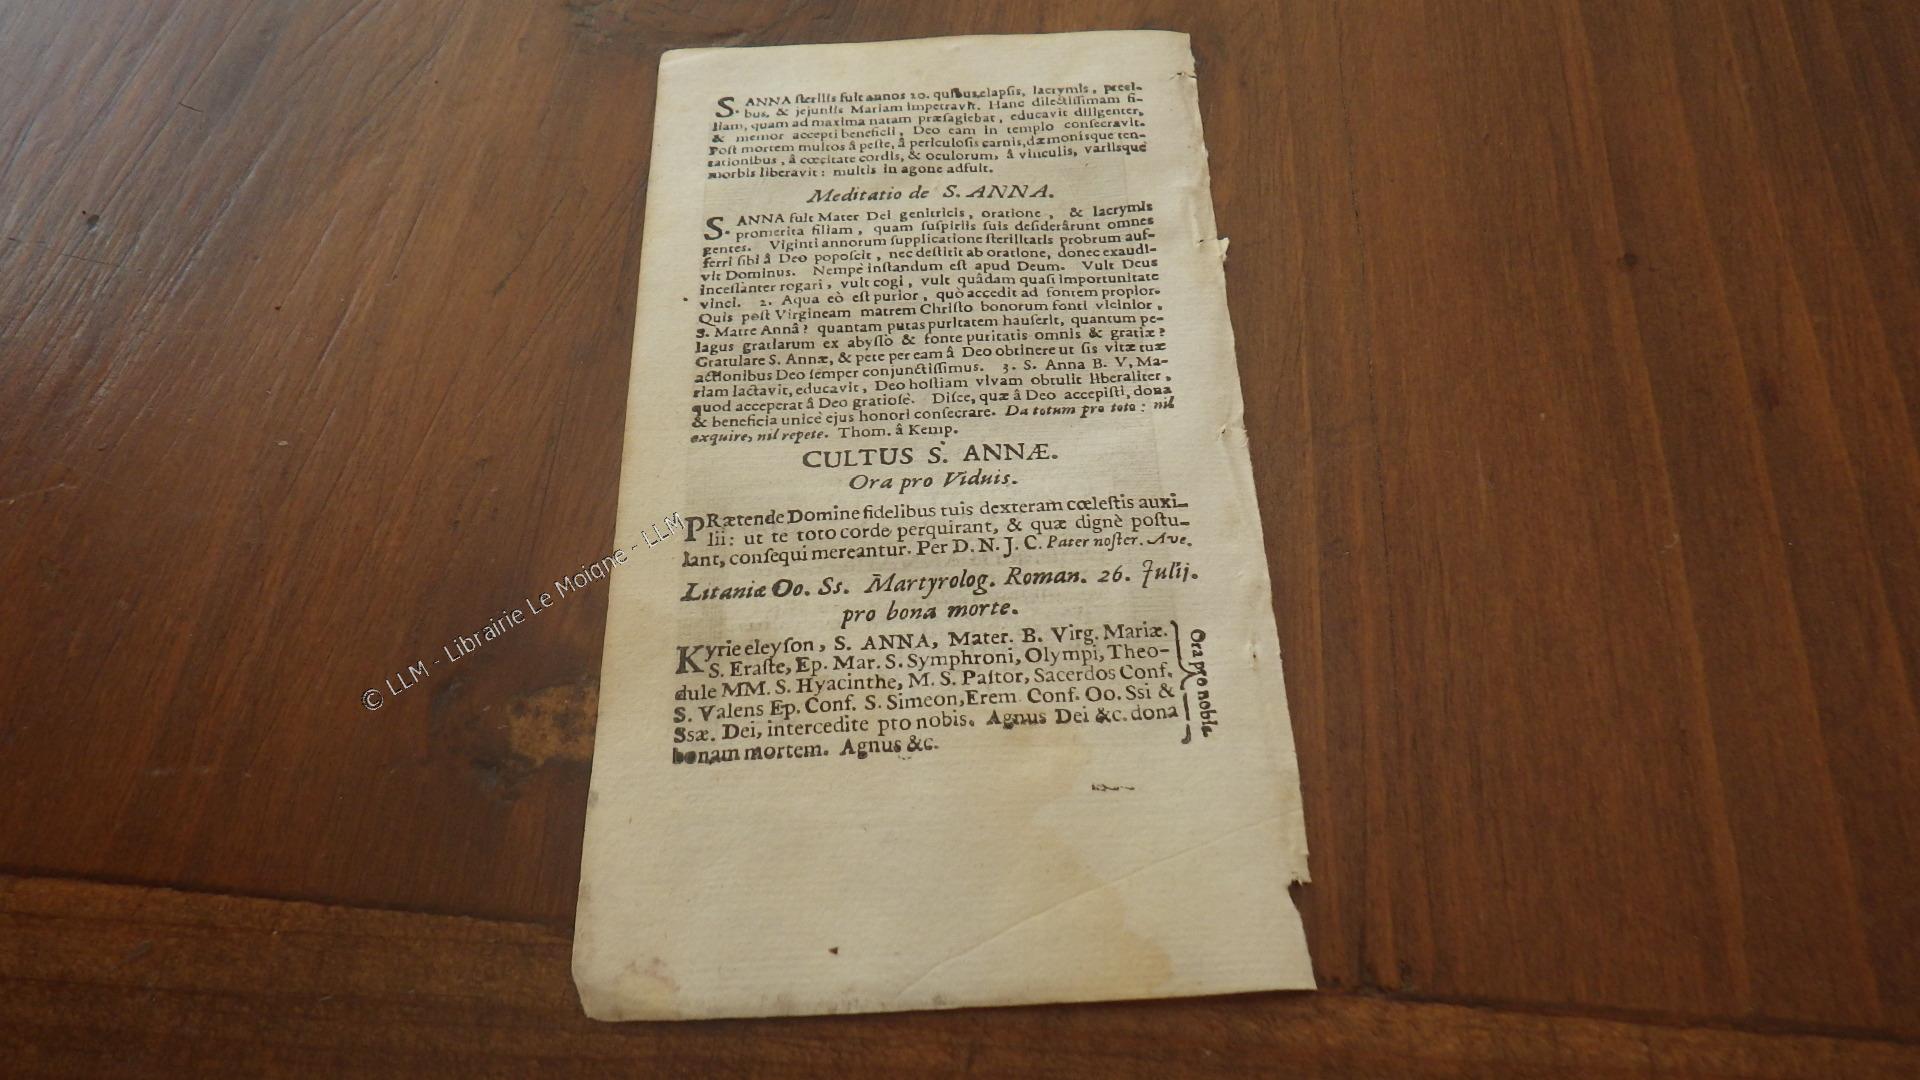 S. ANNA sterilis fuit annos 20. quibus elapsis, lacrymis, preci-
bus, & jejuniis Mariam impetravit. Hanc dilectissimam fi-
liam, quam ad maxima natam præsagiebat, educavit diligenter,
& memor accepti beneficii, Deo eam in templo consecravit.
Post mortem multos â peste, â periculosis carnis, dæmonisque ten-
tationibus, â cœcitate cordis, & oculorum, â vinculis, variisque
morbis liberavit: multis in agone adfuit.
Meditatio de S. ANNA.
S. ANNA fuit Mater Dei genitricis, oratione, & lacrymis
promerita filiam, quam suspiriis suis desiderârunt omnes
gentes. Viginti annorum supplicatione sterilitatis probrum auf-
ferri sibi â Deo poposcit, nec destitit ab oratione, donec exaudi-
vit Dominus. Nempè instandum est apud Deum. Vult Deus
incessanter rogari, vult cogi, vult quâdam quasi importunitate
vinci. 2. Aqua eò est purior, quò accedit ad fontem propior.
Quis post Virgineam matrem Christo bonorum fonti vicinior,
S. Matre Annâ? quantam putas puritatem hauserit, quantum pe-
lagus gratiarum ex abysso & fonte puritatis omnis & gratiæ?
Gratulare S. Annæ, & pete per eam â Deo obtinere ut sis vitæ tuæ
actionibus Deo semper conjunctissimus. 3. S. Anna B. V, Ma-
riam lactavit, educavit, Deo hostiam vivam obtulit liberaliter,
quod acceperat â Deo gratiosè. Disce, quæ â Deo accepisti, dona
& beneficia unicè ejus honori consecrare. Da totum pro toto: nil
exquire, nil repete. Thom. â Kemp.
CULTUS S. ANNÆ.
Ora pro Viduis.
PRætende Domine fidelibus tuis dexteram cœlestis auxi-
lii: ut te toto corde perquirant, & quæ dignè postu-
lant, consequi mereantur. Per D. N. J. C. Pater noster. Ave.
Litaniæ Oo. Ss. Martyrolog. Roman. 26. Julij.
pro bona morte.
Kyrie eleyson, S. ANNA, Mater. B. Virg. Mariæ.
S. Eraste, Ep. Mar. S. Symphroni, Olympi, Theo-
dule MM. S. Hyacinthe, M. S. Pastor, Sacerdos Conf.
S. Valens Ep. Conf. S. Simeon, Erem. Conf. Oo. Ssi &
Ssæ. Dei, intercedite pro nobis. Agnus Dei &c. dona
bonam mortem. Agnus &c.
Ora pro nobis
© LLM - Librairie Le Moigne - LLM